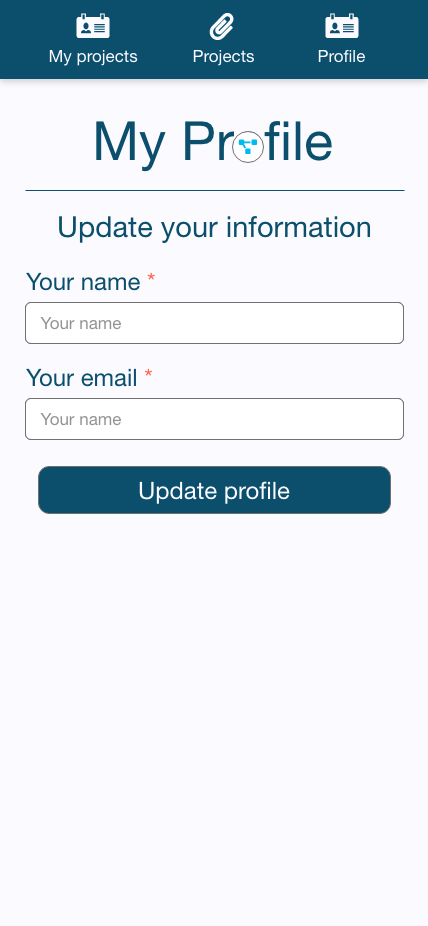 My projects Projects Profile
My Profile
Update your information
Your name *
Your name
Your email *
Your name
Update profile